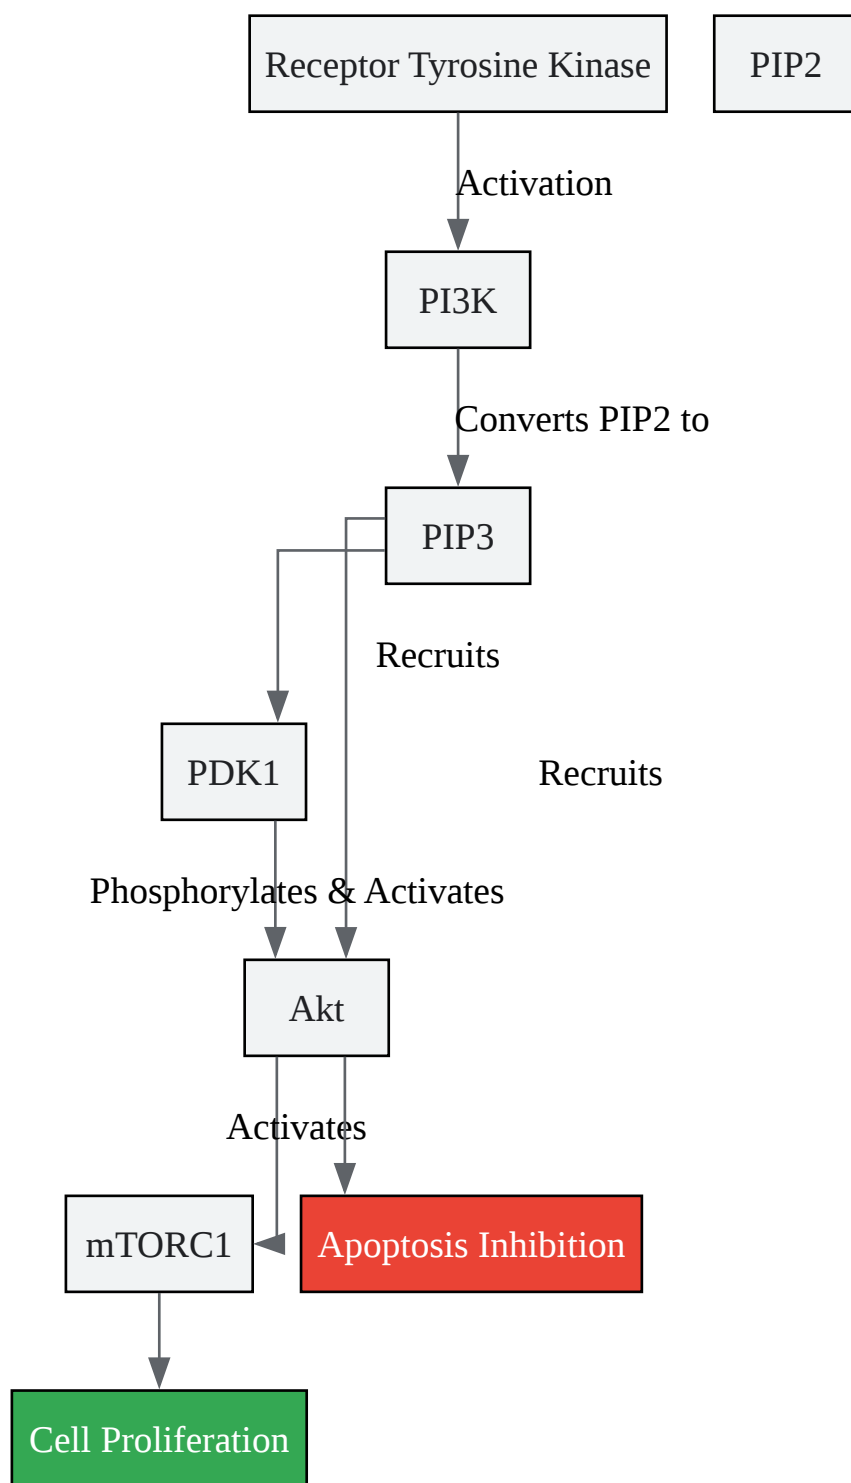 Receptor Tyrosine Kinase
PIP2
Activation
PI3K
Converts PIP2 to
PIP3
Recruits
PDK1
Recruits
Phosphorylates & Activates
Akt
Activates
mTORC1
Apoptosis Inhibition
Cell Proliferation